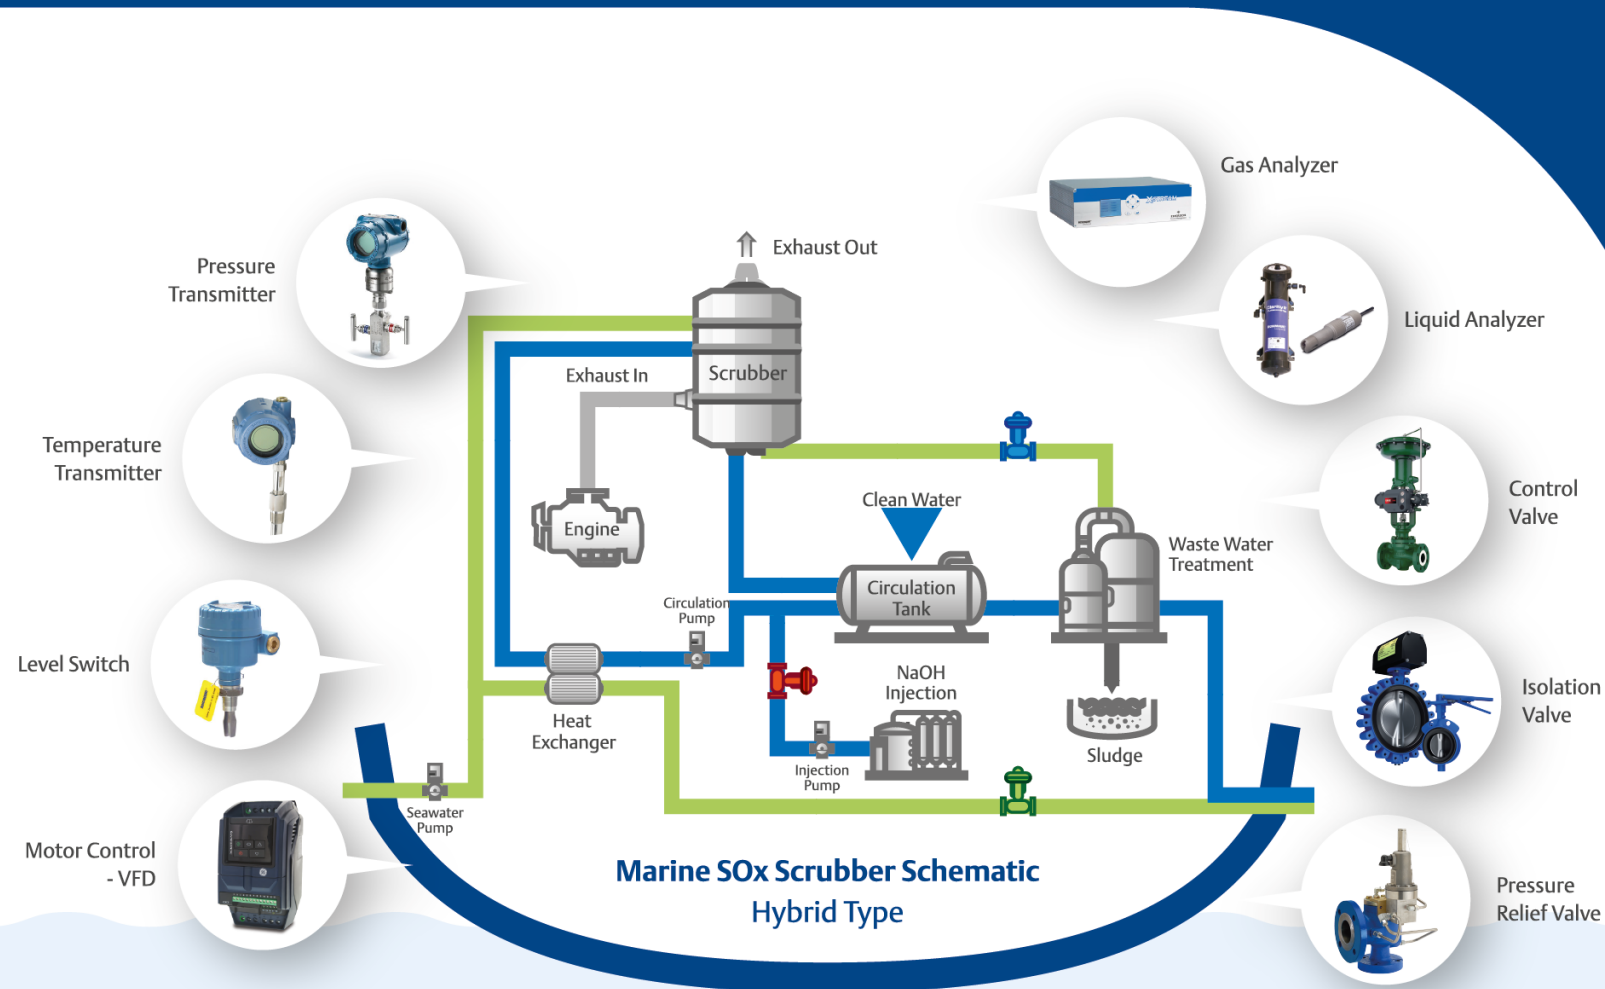 Gas Analyzer
Exhaust Out
Pressure
Transmitter
Liquid Analyzer
Exhaust In
Scrubber
Temperature
Transmitter
Clean Water
Control
Valve
Engine
Waste Water
Treatment
Circulation
Tank
Circulation
Pump
Level Switch
NaOH
Injection
Isolation
Valve
Heat
Exchanger
Sludge
Injection
Pump
Seawater
Pump
Motor Control
- VFD
Marine SOx Scrubber Schematic
Hybrid Type
Pressure
Relief Valve